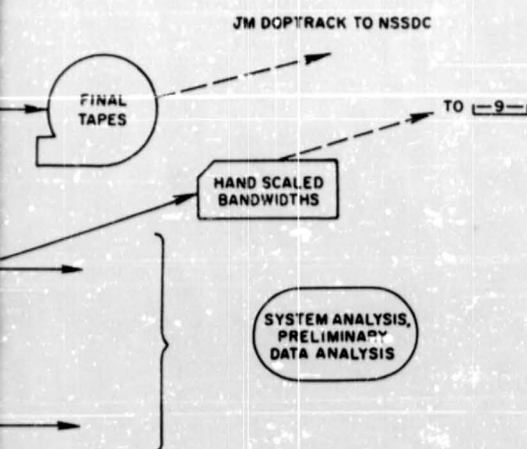 JM DOPTRACK TO NSSDC
FINAL
TAPES
TO 9
HAND SCALED
BANDWIDTHS
SYSTEM ANALYSIS,
PRELIMINARY
DATA ANALYSIS